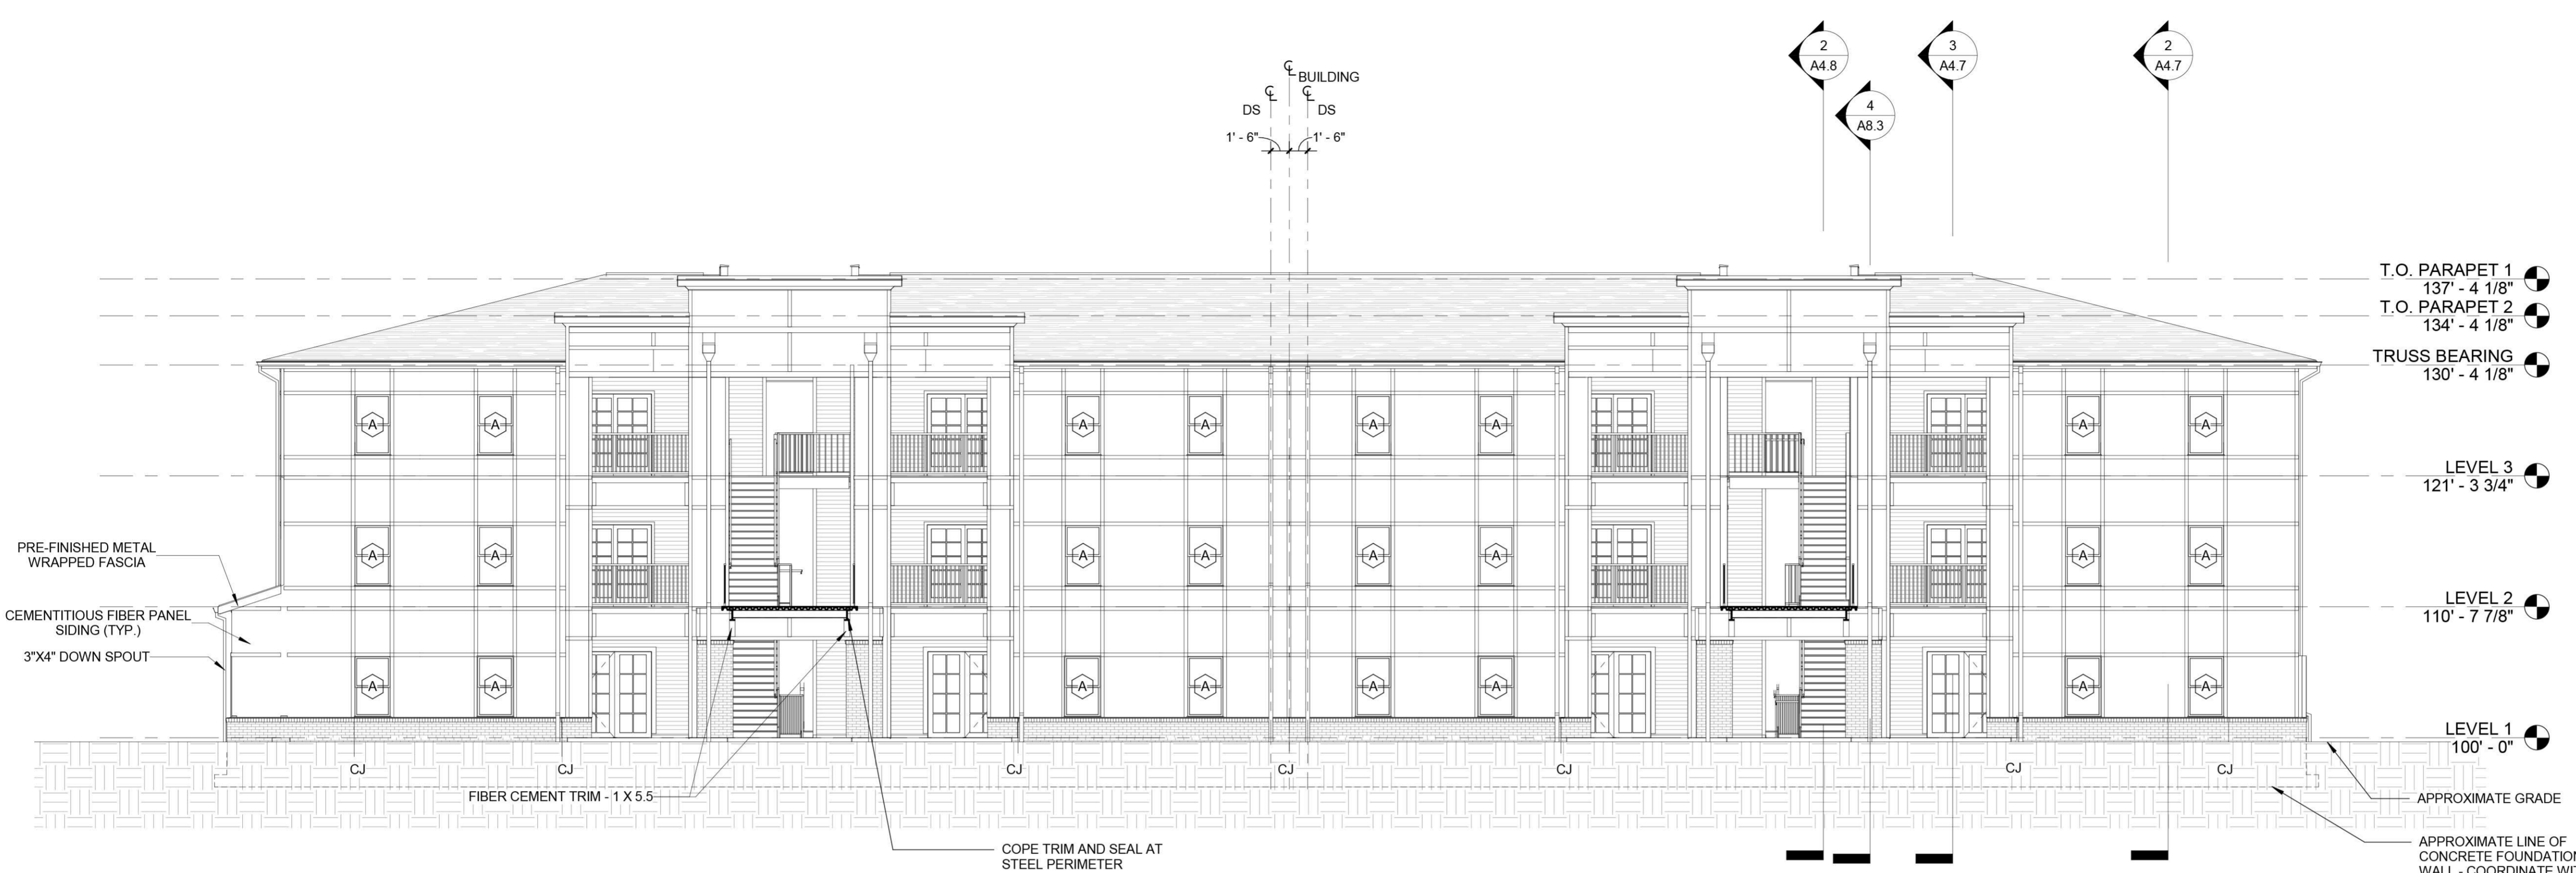 2
A4.8
3
A4.7
2
A4.7
4
A8.3
℄ BUILDING
℄ ℄
DS DS
1' - 6" 1' - 6"
T.O. PARAPET 1
137' - 4 1/8"
T.O. PARAPET 2
134' - 4 1/8"
TRUSS BEARING
130' - 4 1/8"
A A A A A A A A
LEVEL 3
121' - 3 3/4"
PRE-FINISHED METAL
WRAPPED FASCIA
A A A A A A A A
CEMENTITIOUS FIBER PANEL
SIDING (TYP.)
3"X4" DOWN SPOUT
LEVEL 2
110' - 7 7/8"
A A A A A A A A
LEVEL 1
100' - 0"
CJ CJ CJ CJ CJ CJ CJ
FIBER CEMENT TRIM - 1 X 5.5
APPROXIMATE GRADE
COPE TRIM AND SEAL AT
STEEL PERIMETER
APPROXIMATE LINE OF
CONCRETE FOUNDATION
WALL - COORDINATE WI